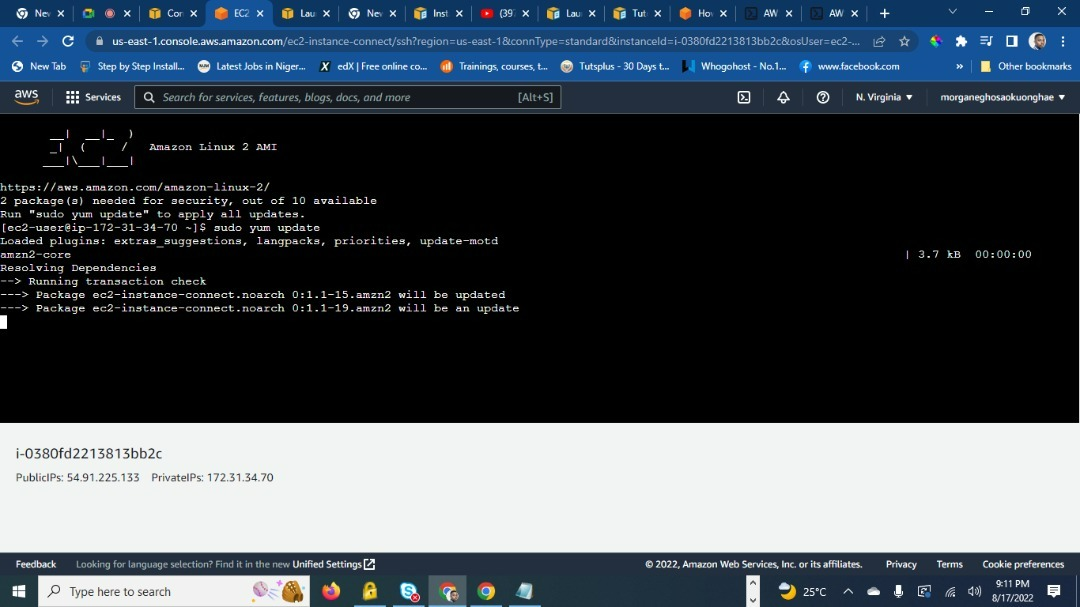 Nev
Con
EC2
Lau
Nev
Inst
(39
Lau
Tut
Hov
AW
AW
us-east-1.console.aws.amazon.com/ec2-instance-connect/ssh?region=us-east-1&connType=standard&instanceId=i-0380fd2213813bb2c&osUser=ec2-...
New Tab
Step by Step Install...
Latest Jobs in Niger...
edX | Free online co...
Trainings, courses, t...
Tutsplus - 30 Days t...
Whogohost - No.1...
www.facebook.com
»
Other bookmarks
aws
Services
Search for services, features, blogs, docs, and more
[Alt+S]
N. Virginia
morganeghosaokuonghae
Amazon Linux 2 AMI
https://aws.amazon.com/amazon-linux-2/
2 package(s) needed for security, out of 10 available
Run "sudo yum update" to apply all updates.
[ec2-user@ip-172-31-34-70 ~]$ sudo yum update
Loaded plugins: extras_suggestions, langpacks, priorities, update-motd
amzn2-core | 3.7 kB 00:00:00
Resolving Dependencies
--> Running transaction check
---> Package ec2-instance-connect.noarch 0:1.1-15.amzn2 will be updated
---> Package ec2-instance-connect.noarch 0:1.1-19.amzn2 will be an update
i-0380fd2213813bb2c
PublicIPs: 54.91.225.133 PrivateIPs: 172.31.34.70
Feedback
Looking for language selection? Find it in the new Unified Settings
© 2022, Amazon Web Services, Inc. or its affiliates.
Privacy
Terms
Cookie preferences
Type here to search
25°C
9:11 PM
8/17/2022